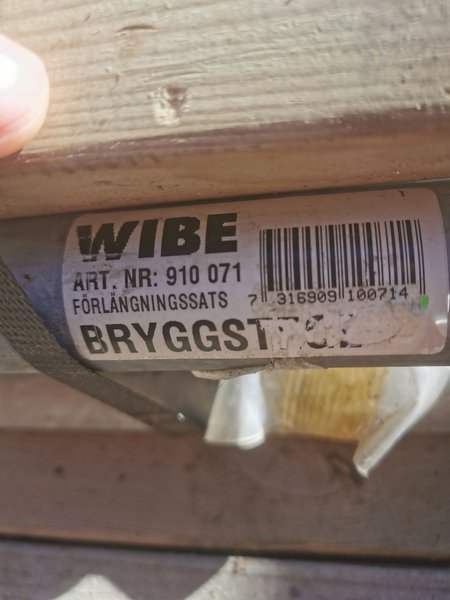 WIBE
ART. NR: 910 071
FÖRLÄNGNINGSSATS
7 316909 100714